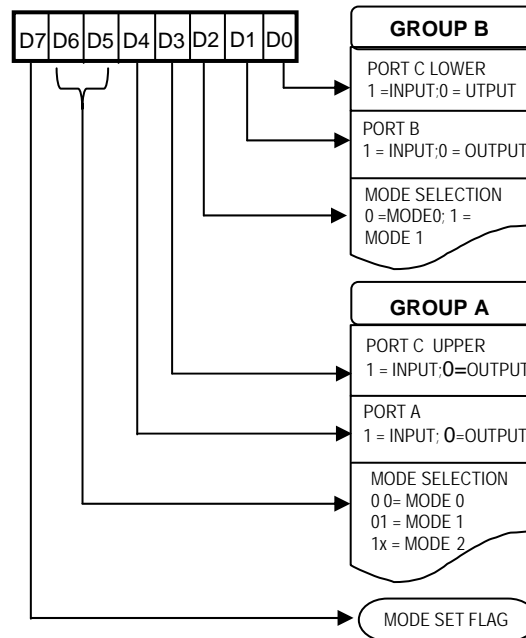 D7 D6 D5 D4 D3 D2 D1 D0
GROUP B
PORT C LOWER
1 =INPUT;0 = UTPUT
PORT B
1 = INPUT;0 = OUTPUT
MODE SELECTION
0 =MODE0; 1 =
MODE 1
GROUP A
PORT C UPPER
1 = INPUT;0=OUTPUT
PORT A
1 = INPUT; 0=OUTPUT
MODE SELECTION
0 0= MODE 0
01 = MODE 1
1x = MODE 2
MODE SET FLAG